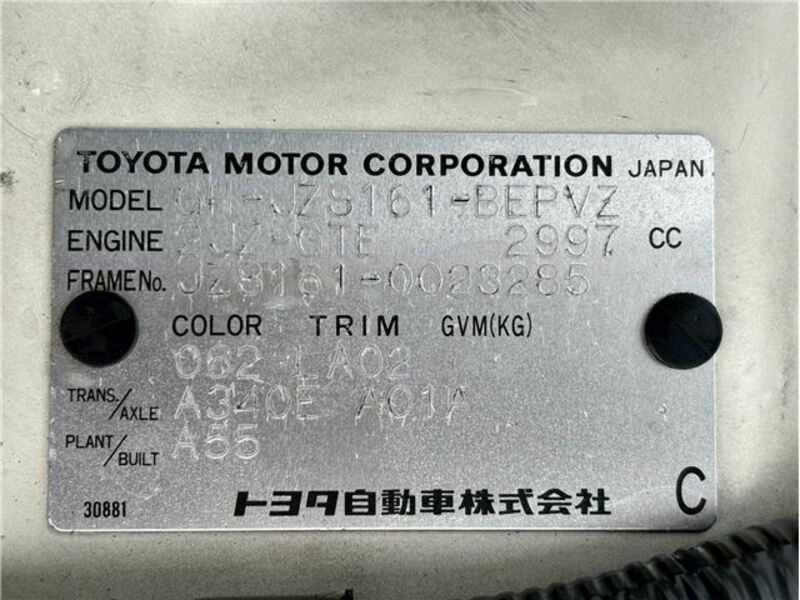 TOYOTA MOTOR CORPORATION JAPAN
MODEL GH-JZS161-BEPVZ
ENGINE 2JZ-GTE 2997 CC
FRAME No. JZS161-0023285
COLOR TRIM GVM(KG)
062 LA02
TRANS./AXLE A340E A01A
PLANT/BUILT A55
30881 トヨタ自動車株式会社 C